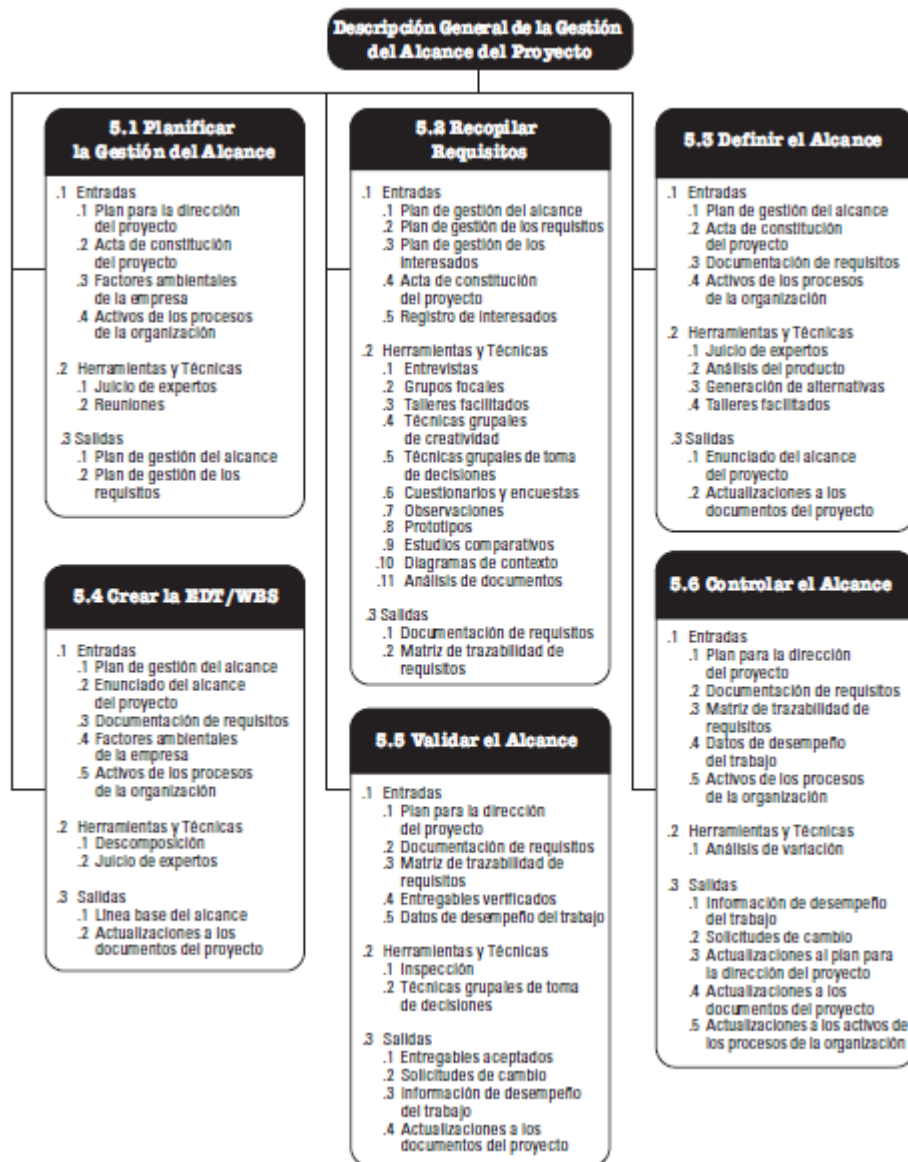 Descripción General de la Gestión
del Alcance del Proyecto
5.1 Planificar
la Gestión del Alcance
.1 Entradas
.1 Plan para la dirección
del proyecto
.2 Acta de constitución
del proyecto
.3 Factores ambientales
de la empresa
.4 Activos de los procesos
de la organización
.2 Herramientas y Técnicas
.1 Juicio de expertos
.2 Reuniones
.3 Salidas
.1 Plan de gestión del alcance
.2 Plan de gestión de los
requisitos
5.2 Recopilar
Requisitos
.1 Entradas
.1 Plan de gestión del alcance
.2 Plan de gestión de los requisitos
.3 Plan de gestión de los
interesados
.4 Acta de constitución
del proyecto
.5 Registro de interesados
.2 Herramientas y Técnicas
.1 Entrevistas
.2 Grupos focales
.3 Talleres facilitados
.4 Técnicas grupales
de creatividad
.5 Técnicas grupales de toma
de decisiones
.6 Cuestionarios y encuestas
.7 Observaciones
.8 Prototipos
.9 Estudios comparativos
.10 Diagramas de contexto
.11 Análisis de documentos
.3 Salidas
.1 Documentación de requisitos
.2 Matriz de trazabilidad de
requisitos
5.3 Definir el Alcance
.1 Entradas
.1 Plan de gestión del alcance
.2 Acta de constitución
del proyecto
.3 Documentación de requisitos
.4 Activos de los procesos
de la organización
.2 Herramientas y Técnicas
.1 Juicio de expertos
.2 Análisis del producto
.3 Generación de alternativas
.4 Talleres facilitados
.3 Salidas
.1 Enunciado del alcance
del proyecto
.2 Actualizaciones a los
documentos del proyecto
5.4 Crear la EDT/WBS
.1 Entradas
.1 Plan de gestión del alcance
.2 Enunciado del alcance
del proyecto
.3 Documentación de requisitos
.4 Factores ambientales
de la empresa
.5 Activos de los procesos
de la organización
.2 Herramientas y Técnicas
.1 Descomposición
.2 Juicio de expertos
.3 Salidas
.1 Línea base del alcance
.2 Actualizaciones a los
documentos del proyecto
5.5 Validar el Alcance
.1 Entradas
.1 Plan para la dirección
del proyecto
.2 Documentación de requisitos
.3 Matriz de trazabilidad de
requisitos
.4 Entregables verificados
.5 Datos de desempeño del trabajo
.2 Herramientas y Técnicas
.1 Inspección
.2 Técnicas grupales de toma
de decisiones
.3 Salidas
.1 Entregables aceptados
.2 Solicitudes de cambio
.3 Información de desempeño
del trabajo
.4 Actualizaciones a los
documentos del proyecto
5.6 Controlar el Alcance
.1 Entradas
.1 Plan para la dirección
del proyecto
.2 Documentación de requisitos
.3 Matriz de trazabilidad de
requisitos
.4 Datos de desempeño
del trabajo
.5 Activos de los procesos
de la organización
.2 Herramientas y Técnicas
.1 Análisis de variación
.3 Salidas
.1 Información de desempeño
del trabajo
.2 Solicitudes de cambio
.3 Actualizaciones al plan para
la dirección del proyecto
.4 Actualizaciones a los
documentos del proyecto
.5 Actualizaciones a los activos de
los procesos de la organización